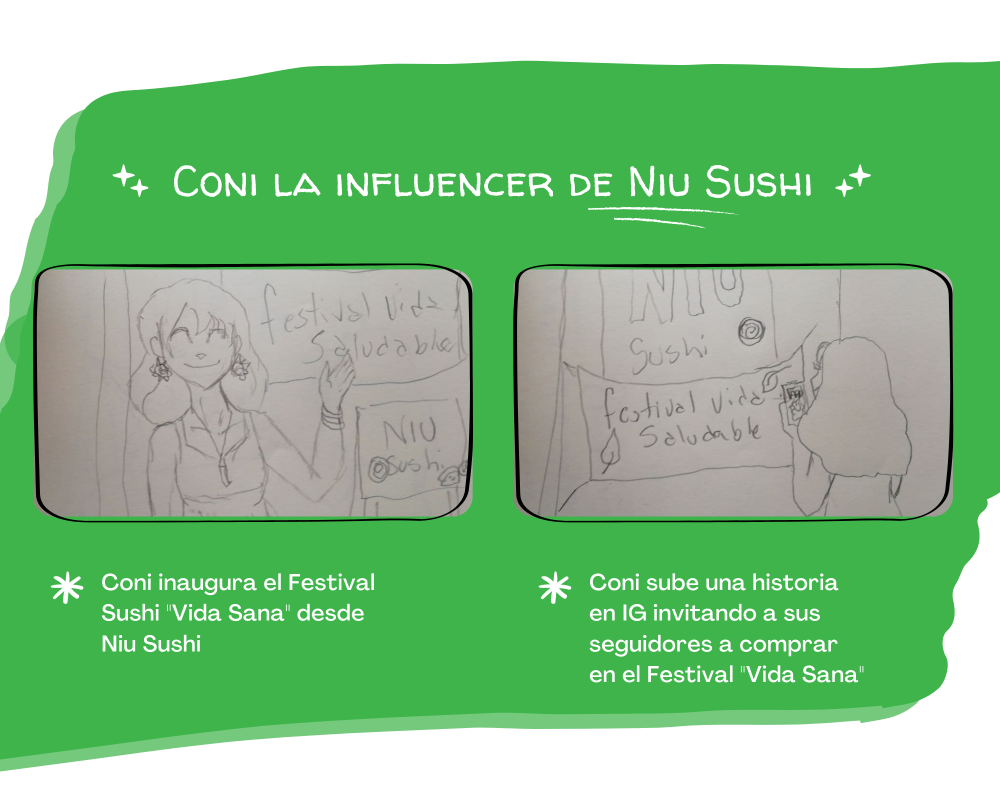 CONI LA INFLUENCER DE NIU SUSHI
festival vida
Saludable
NIU
Sushi
NIU
Sushi
festival vida
Saludable
Coni inaugura el Festival
Sushi "Vida Sana" desde
Niu Sushi
Coni sube una historia
en IG invitando a sus
seguidores a comprar
en el Festival "Vida Sana"